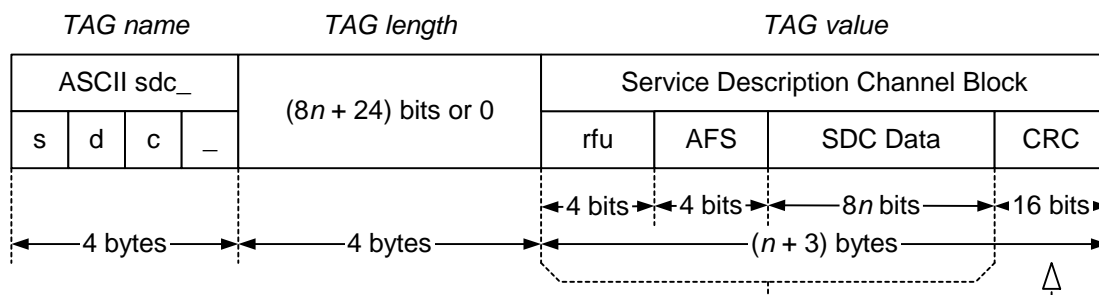 TAG name TAG length TAG value
ASCII sdc_ (8n + 24) bits or 0 Service Description Channel Block
s d c _ rfu AFS SDC Data CRC
4 bits 4 bits 8n bits 16 bits
4 bytes 4 bytes (n + 3) bytes